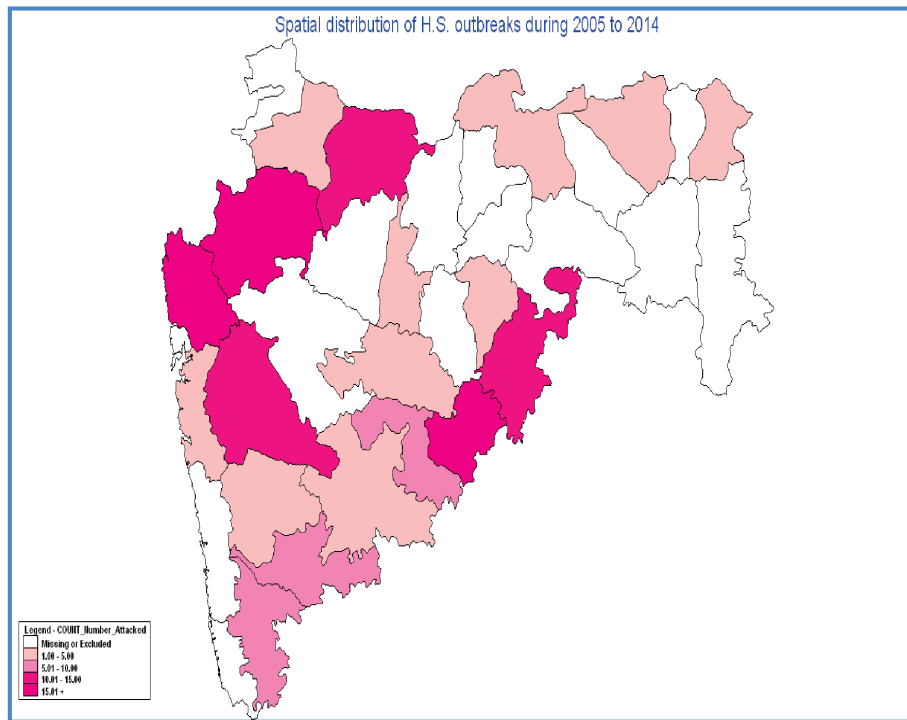 Spatial distribution of H.S. outbreaks during 2005 to 2014
Legend - COUNT_Number_Attacked
Missing or Excluded
1.00 - 5.00
5.01 - 10.00
10.01 - 15.00
15.01 +